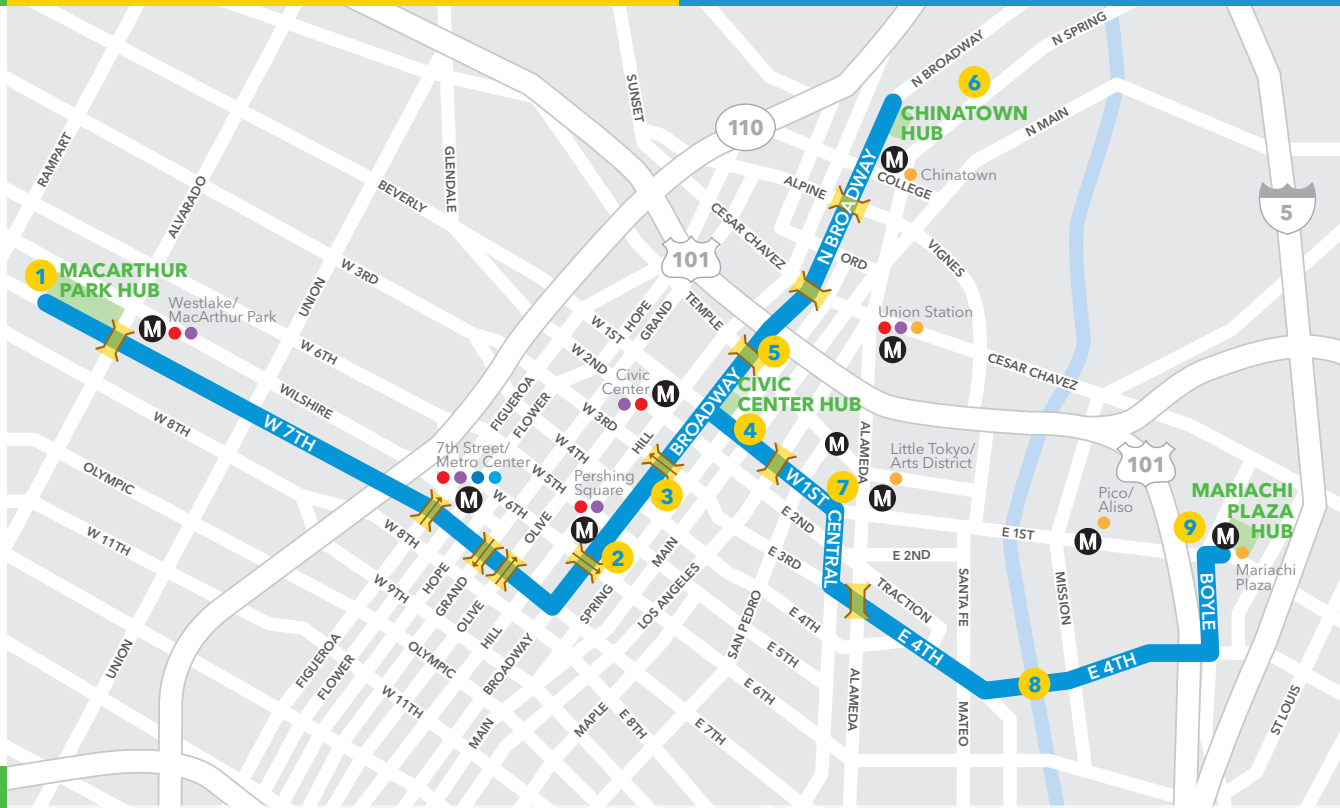 N BROADWAY
N SPRING
6
SUNSET
CHINATOWN
HUB
N MAIN
110
RAMPART
GLENDALE
M
Chinatown
COLLEGE
ALPINE
ALVARADO
BEVERLY
N BROADWAY
5
CESAR CHAVEZ
VIGNES
ORD
101
1
MACARTHUR
PARK HUB
W 3RD
UNION
Westlake/
MacArthur Park
M
HOPE
GRAND
TEMPLE
W 1ST
Union Station
M
W 6TH
W 2ND
5
CESAR CHAVEZ
Civic
Center
M
CIVIC
CENTER HUB
WILSHIRE
FIGUEROA
FLOWER
W 3RD
BROADWAY
W 8TH
W 7TH
HILL
4
M
ALAMEDA
7th Street/
Metro Center
M
W 4TH
W 5TH
W 6TH
Pershing
Square
M
Little Tokyo/
Arts District
M
101
OLYMPIC
3
W 1ST
7
Pico/
Aliso
M
MARIACHI
PLAZA
HUB
9
M
W 11TH
W 8TH
OLIVE
E 2ND
CENTRAL
E 1ST
2
MAIN
E 3RD
E 2ND
Mariachi
Plaza
W 9TH
HOPE
GRAND
OLIVE
HILL
SPRING
LOS ANGELES
SAN PEDRO
E 4TH
TRACTION
SANTA FE
MISSION
BOYLE
UNION
FIGUEROA
FLOWER
OLYMPIC
BROADWAY
E 5TH
E 4TH
E 4TH
8
W 11TH
MAIN
MAPLE
E 8TH
E 6TH
E 7TH
ALAMEDA
MATEO
ST LOUIS